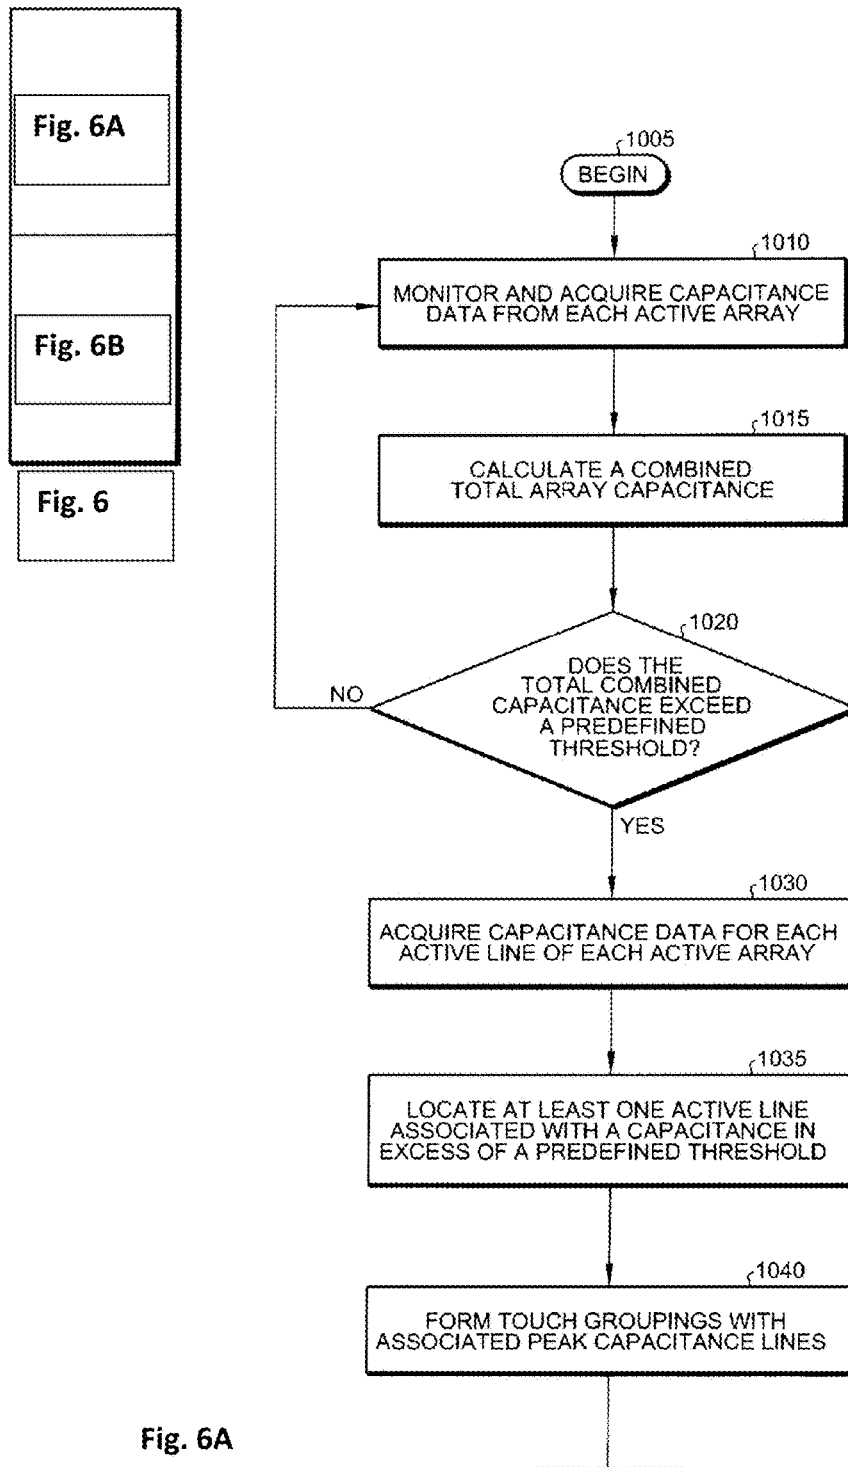 Fig. 6A
Fig. 6B
Fig. 6
1005
BEGIN
1010
MONITOR AND ACQUIRE CAPACITANCE
DATA FROM EACH ACTIVE ARRAY
1015
CALCULATE A COMBINED
TOTAL ARRAY CAPACITANCE
1020
DOES THE
TOTAL COMBINED
CAPACITANCE EXCEED
A PREDEFINED
THRESHOLD?
NO
YES
1030
ACQUIRE CAPACITANCE DATA FOR EACH
ACTIVE LINE OF EACH ACTIVE ARRAY
1035
LOCATE AT LEAST ONE ACTIVE LINE
ASSOCIATED WITH A CAPACITANCE IN
EXCESS OF A PREDEFINED THRESHOLD
1040
FORM TOUCH GROUPINGS WITH
ASSOCIATED PEAK CAPACITANCE LINES
Fig. 6A